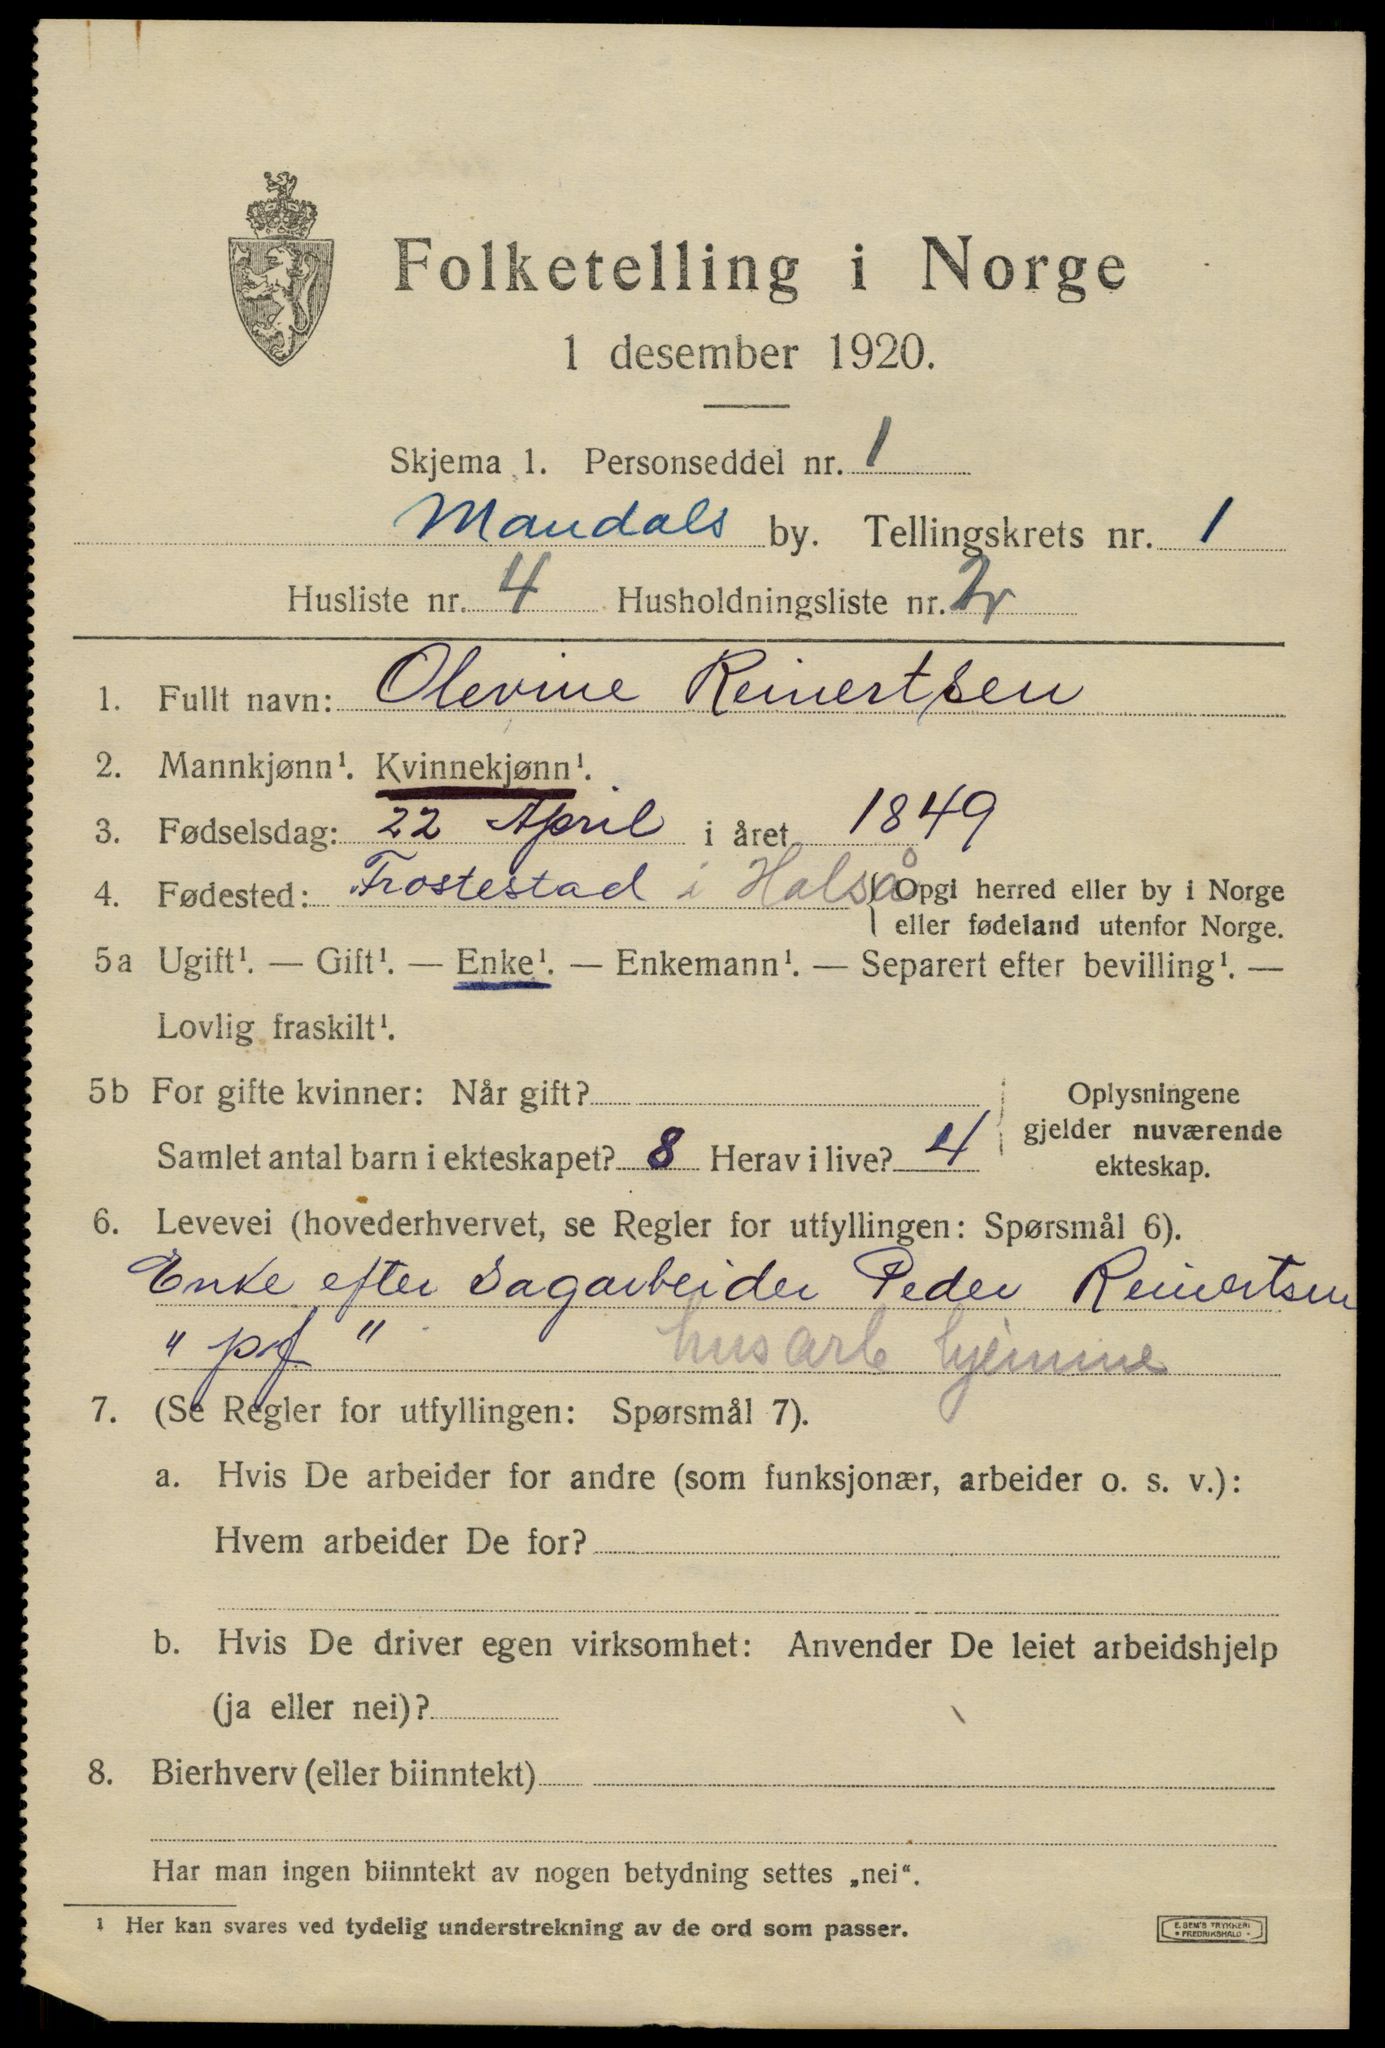 Folketelling i Norge
1 desember 1920.
Skjema 1. Personseddel nr. 1
Mandals by. Tellingskrets nr. 1
Husliste nr. 4 Husholdningsliste nr. 2
1. Fullt navn: Olevine Reinertsen
2. Mannkjønn¹. Kvinnekjønn¹.
3. Fødselsdag: 22 April i året 1849
4. Fødested: Frostestad i Halså (Opgi herred eller by i Norge
eller fødeland utenfor Norge.
5a Ugift¹. — Gift¹. — Enke¹. — Enkemann¹. — Separert efter bevilling¹. —
Lovlig fraskilt¹.
5b For gifte kvinner: Når gift? Oplysningene
gjelder nuværende
Samlet antal barn i ekteskapet? 8 Herav i live? 4 ekteskap.
6. Levevei (hovederhvervet, se Regler for utfyllingen: Spørsmål 6).
Enke efter Sagarbeider Peder Reinertsen
" pf " husarb hjemme
7. (Se Regler for utfyllingen: Spørsmål 7).
a. Hvis De arbeider for andre (som funksjonær, arbeider o. s. v.):
Hvem arbeider De for?
b. Hvis De driver egen virksomhet: Anvender De leiet arbeidshjelp
(ja eller nei)?
8. Bierhverv (eller biinntekt)
Har man ingen biinntekt av nogen betydning settes „nei“.
¹ Her kan svares ved tydelig understrekning av de ord som passer.
E. SEM'S TRYKKERI
• FREDRIKSHALD •